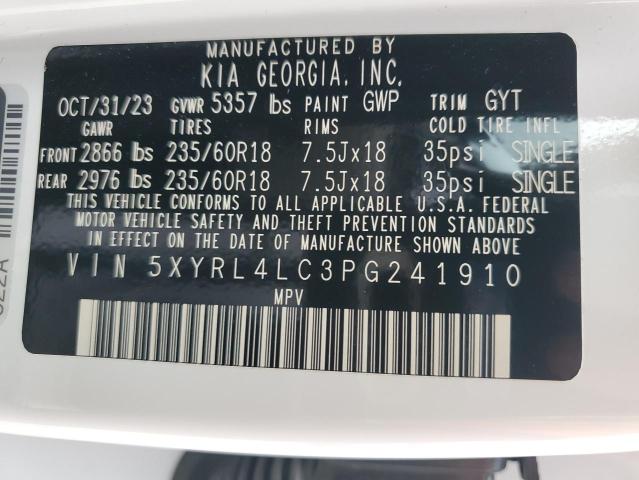 MANUFACTURED BY
KIA GEORGIA, INC.
OCT/31/23 GVWR 5357 lbs PAINT GWP TRIM GYT
GAWR TIRES RIMS COLD TIRE INFL
FRONT 2866 lbs 235/60R18 7.5Jx18 35psi SINGLE
REAR 2976 lbs 235/60R18 7.5Jx18 35psi SINGLE
THIS VEHICLE CONFORMS TO ALL APPLICABLE U.S.A. FEDERAL
MOTOR VEHICLE SAFETY AND THEFT PREVENTION STANDARDS
IN EFFECT ON THE DATE OF MANUFACTURE SHOWN ABOVE.
VIN 5XYRL4LC3PG241910
MPV